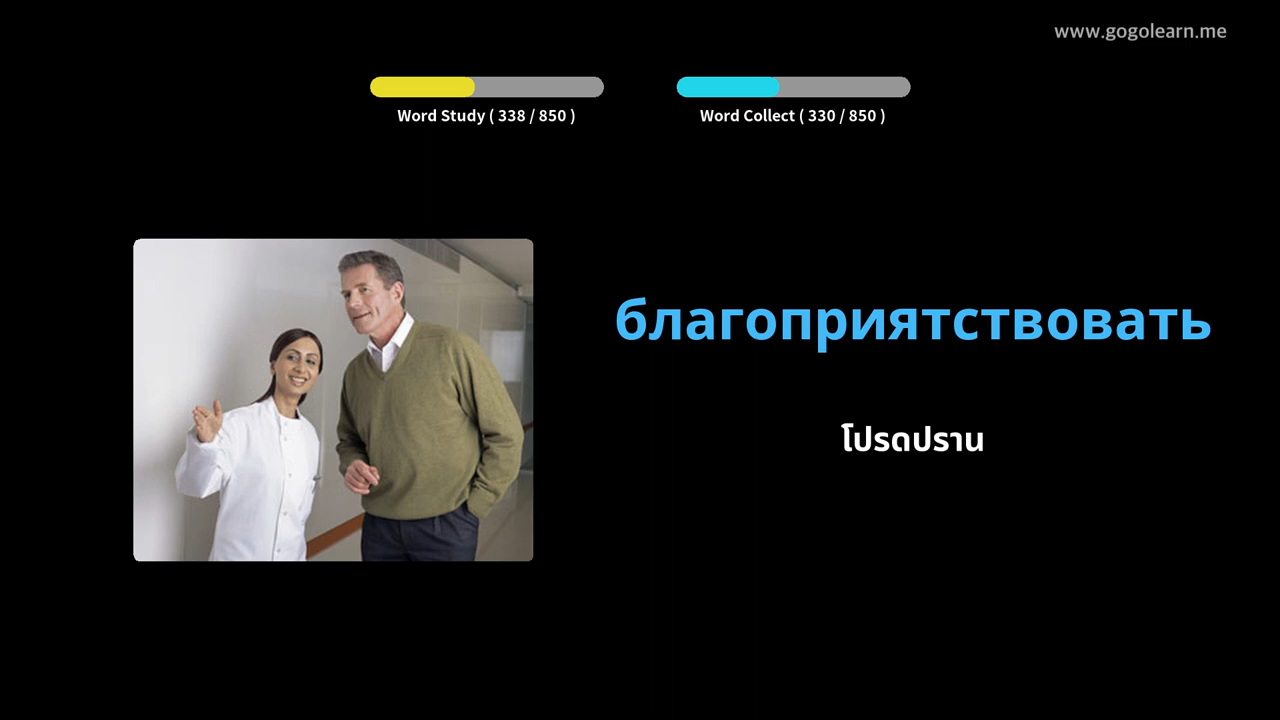 www.gogolearn.me
Word Study ( 338 / 850 )
Word Collect ( 330 / 850 )
благоприятствовать
โปรดปราน